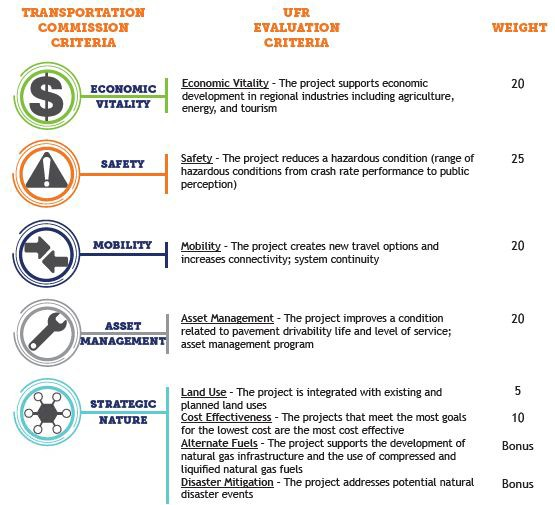 TRANSPORTATION
COMMISSION
CRITERIA
UFR
EVALUATION
CRITERIA
WEIGHT
ECONOMIC
VITALITY
Economic Vitality - The project supports economic
development in regional industries including agriculture,
energy, and tourism
20
SAFETY
Safety - The project reduces a hazardous condition (range of
hazardous conditions from crash rate performance to public
perception)
25
MOBILITY
Mobility - The project creates new travel options and
increases connectivity; system continuity
20
ASSET
MANAGEMENT
Asset Management - The project improves a condition
related to pavement drivability life and level of service;
asset management program
20
STRATEGIC
NATURE
Land Use - The project is integrated with existing and
planned land uses
5
Cost Effectiveness - The projects that meet the most goals
for the lowest cost are the most cost effective
10
Alternate Fuels - The project supports the development of
natural gas infrastructure and the use of compressed and
liquified natural gas fuels
Bonus
Disaster Mitigation - The project addresses potential natural
disaster events
Bonus